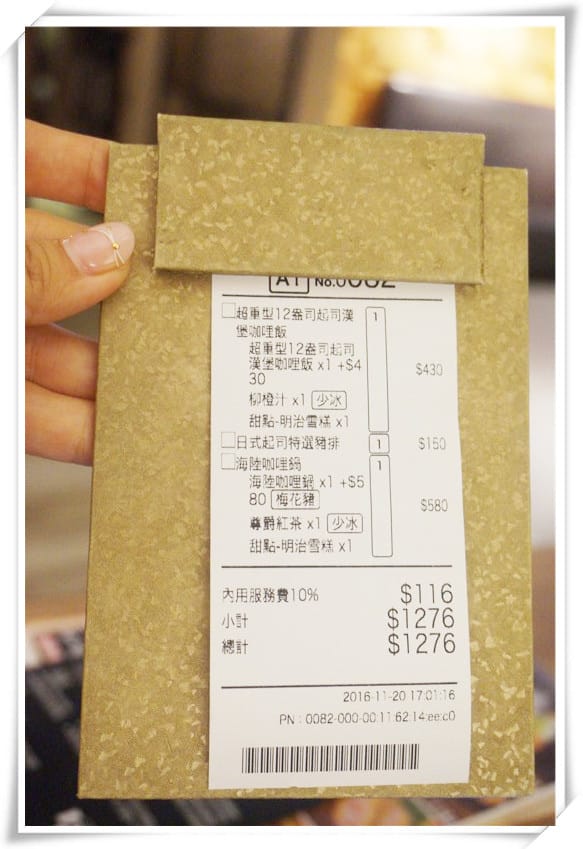 A1 No.0082
超重型12盎司起司漢 1
堡咖哩飯
超重型12盎司起司
漢堡咖哩飯 x1 +$4 $430
30
柳橙汁 x1 少冰
甜點-明治雪糕 x1
日式起司特選豬排 1 $150
海陸咖哩鍋 1
海陸咖哩鍋 x1 +$5
80 梅花豬 $580
尊爵紅茶 x1 少冰
甜點-明治雪糕 x1
內用服務費10% $116
小計 $1276
總計 $1276
2016-11-20 17:01:16
PN : 0082-000-00:11:62:14:ee:c0